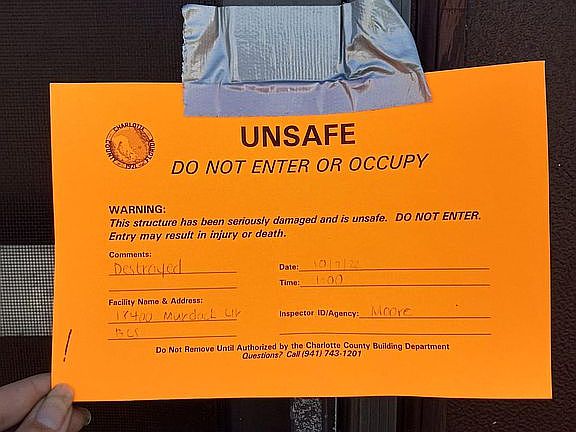 CHARLOTTE COUNTY FLORIDA
1921
UNSAFE
DO NOT ENTER OR OCCUPY
WARNING:
This structure has been seriously damaged and is unsafe. DO NOT ENTER.
Entry may result in injury or death.
Comments:
Destroyed
Date: 10/7/22
Time: 1:00
Facility Name & Address:
17400 Murdock Cir
Inspector ID/Agency: Moore
Do Not Remove Until Authorized by the Charlotte County Building Department
Questions? Call (941) 743-1201